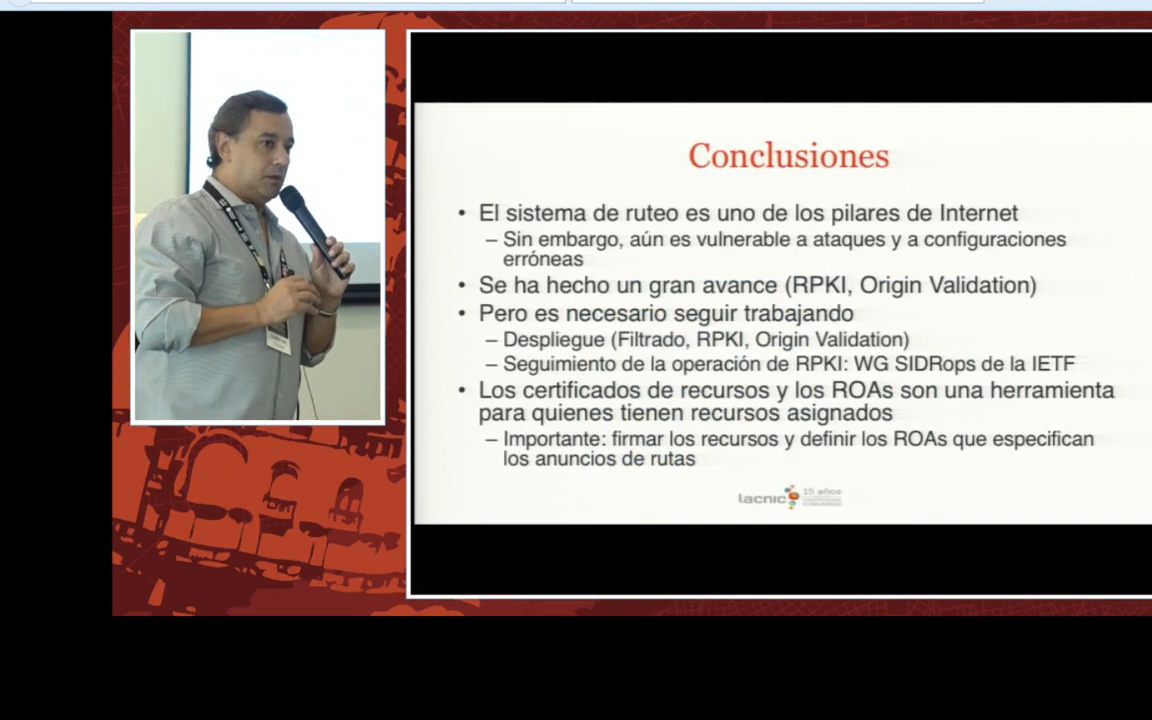 Conclusiones
• El sistema de ruteo es uno de los pilares de Internet
– Sin embargo, aún es vulnerable a ataques y a configuraciones
erróneas
• Se ha hecho un gran avance (RPKI, Origin Validation)
• Pero es necesario seguir trabajando
– Despliegue (Filtrado, RPKI, Origin Validation)
– Seguimiento de la operación de RPKI: WG SIDRops de la IETF
• Los certificados de recursos y los ROAs son una herramienta
para quienes tienen recursos asignados
– Importante: firmar los recursos y definir los ROAs que especifican
los anuncios de rutas
lacnic 15 años